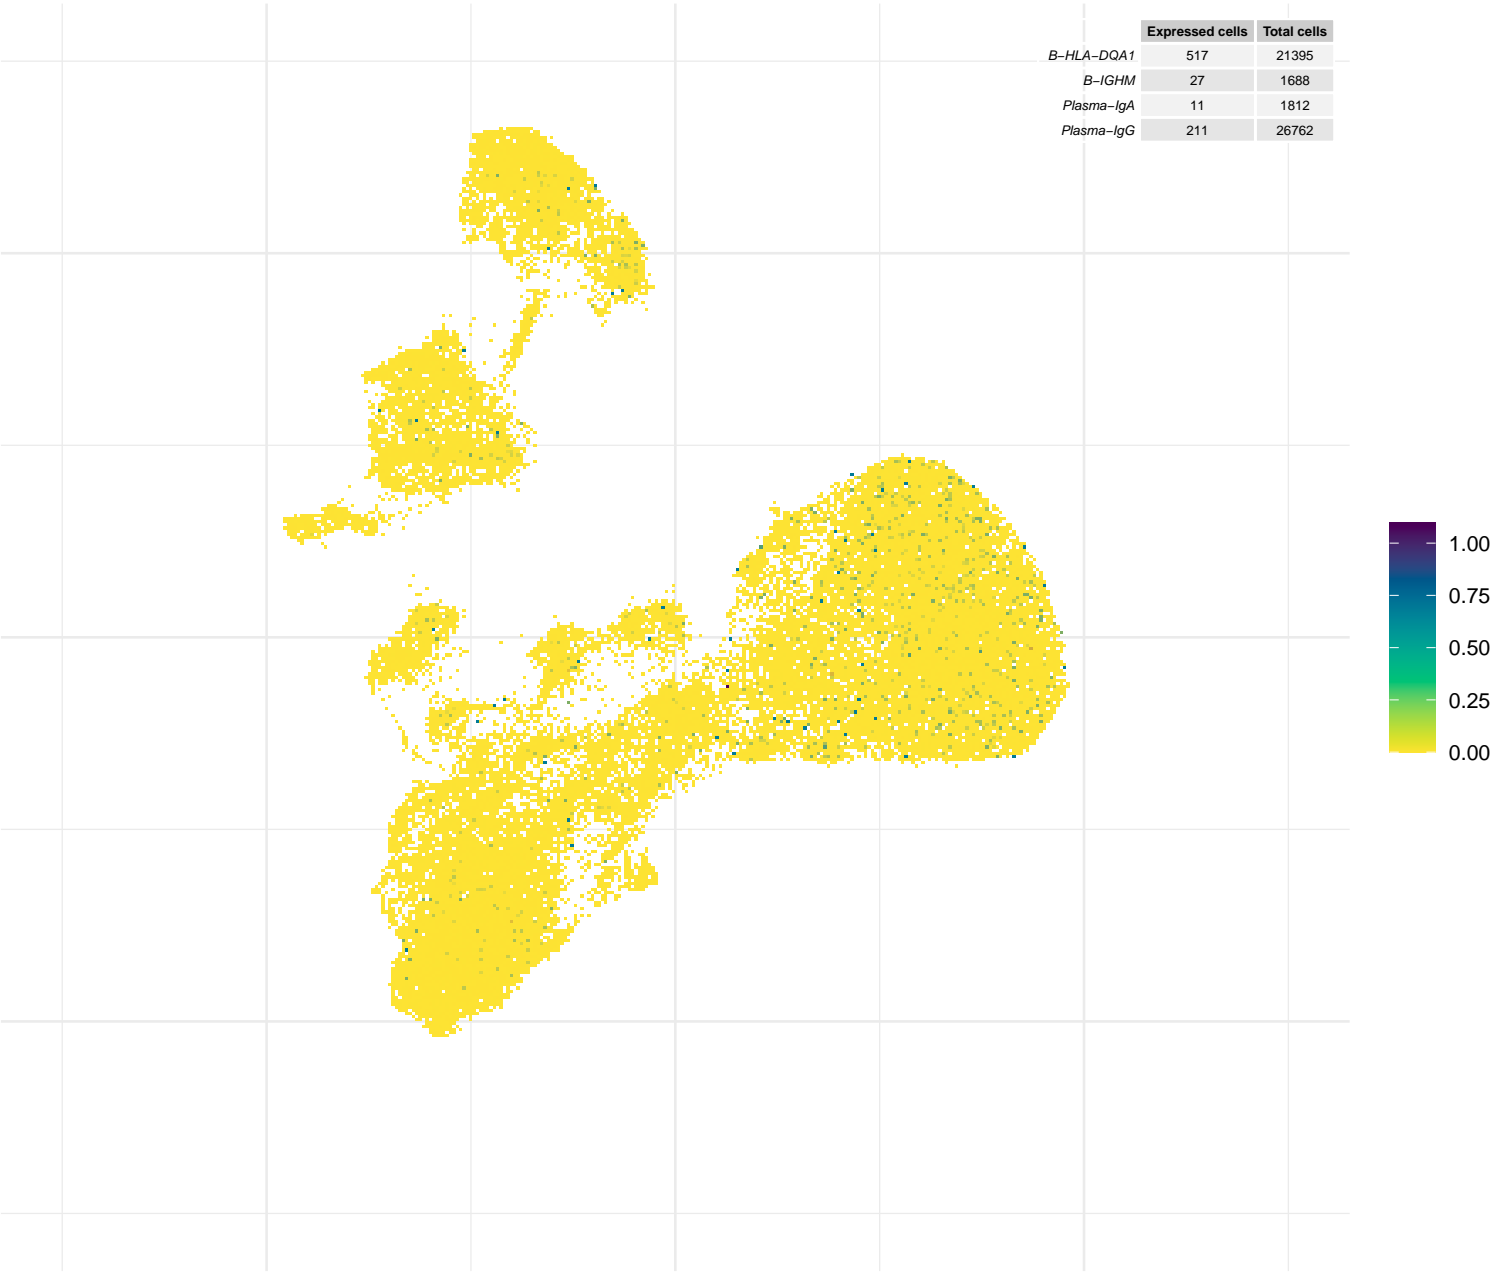 Expressed cells Total cells
B−HLA−DQA1 517 21395
B−IGHM 27 1688
Plasma−IgA 11 1812
Plasma−IgG 211 26762
1.00
0.75
0.50
0.25
0.00